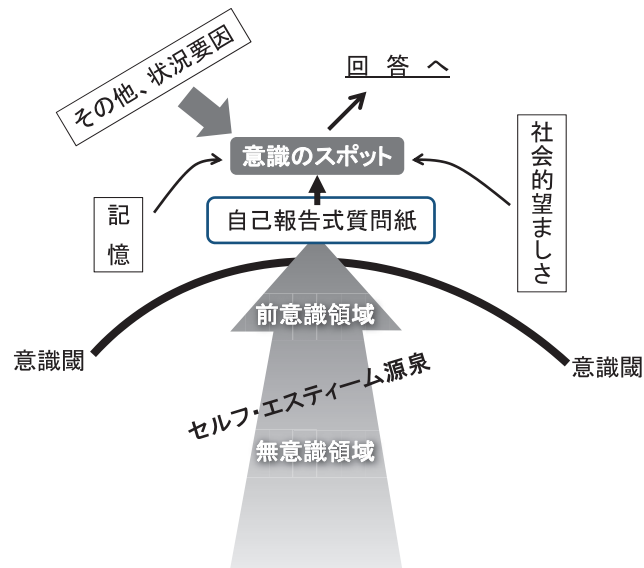 その他、状況要因
回答へ
意識のスポット
社会的望ましさ
記憶
自己報告式質問紙
前意識領域
意識閾
意識閾
セルフ・エスティーム源泉
無意識領域